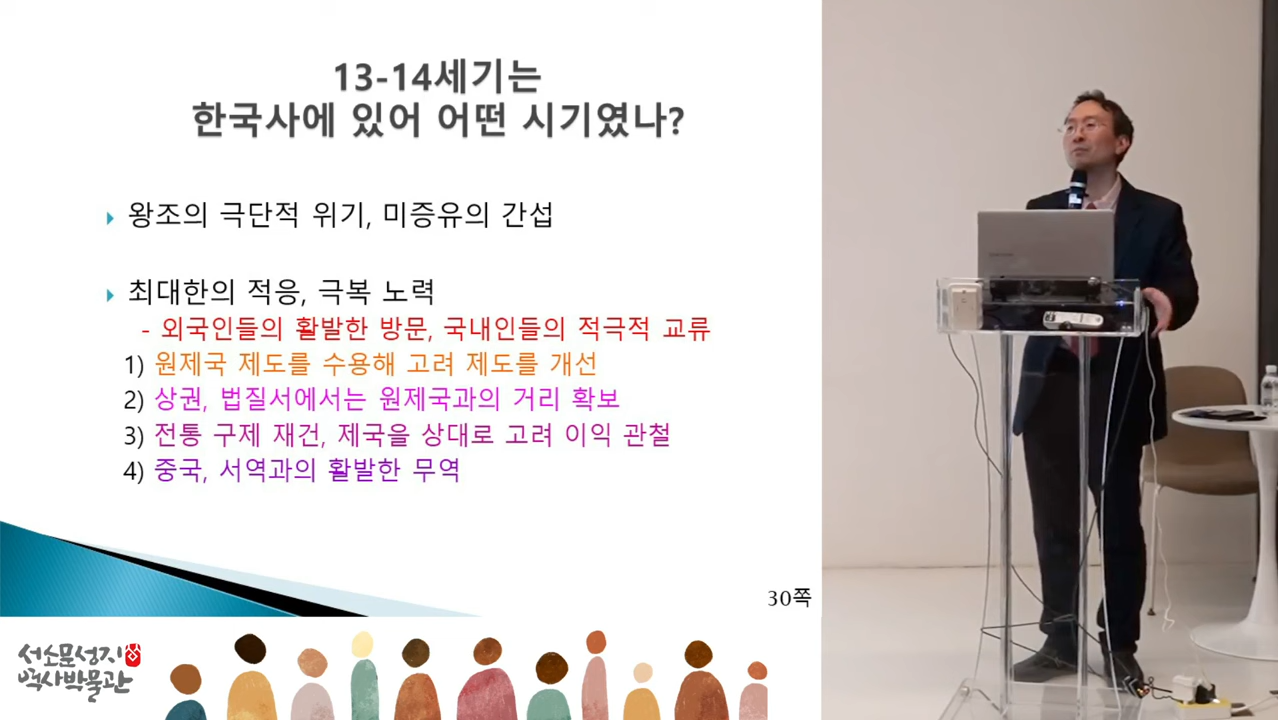 13-14세기는
한국사에 있어 어떤 시기였나?
왕조의 극단적 위기, 미증유의 간섭
최대한의 적응, 극복 노력
- 외국인들의 활발한 방문, 국내인들의 적극적 교류
1) 원제국 제도를 수용해 고려 제도를 개선
2) 상권, 법질서에서는 원제국과의 거리 확보
3) 전통 구제 재건, 제국을 상대로 고려 이익 관철
4) 중국, 서역과의 활발한 무역
30쪽
서소문성지
역사박물관